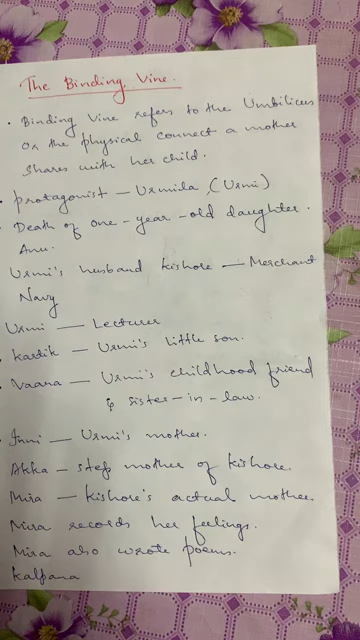 The Binding Vine.
• Binding Vine refers to the Umbilicus
Or the physical connect a mother
Shares with her child.
• protagonist — Urmila (Urmi)
• Death of one-year-old daughter.
Anu.
Urmi's husband kishore — Merchant
Navy
Urmi — Lecturer
• kartik — Urmi's little son.
• Vaana — Urmi's childhood friend
& sister-in-law.
• Inni — Urmi's mother.
Akka — step mother of kishore.
Mira — kishore's actual mother.
Mira records her feelings.
Mira also wrote poems.
kalpana